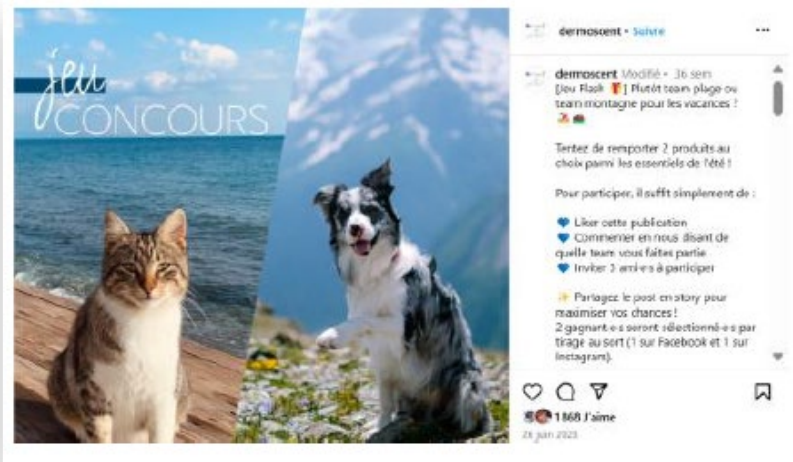 jeu
CONCOURS
dermoscent • Suivre
dermoscent Modifié • 36 sem
[Jeu Flash 🎁] Plutôt team plage ou
team montagne pour les vacances ?
Tentez de remporter 2 produits au
choix parmi les essentiels de l'été !
Pour participer, il suffit simplement de :
💙 Liker cette publication
💙 Commenter en nous disant de
quelle team vous faites partie
💙 Inviter 3 ami·e·s à participer
✨ Partagez le post en story pour
maximiser vos chances !
2 gagnant·e·s seront sélectionné·e·s par
tirage au sort (1 sur Facebook et 1 sur
Instagram).
1 868 J'aime
26 juin